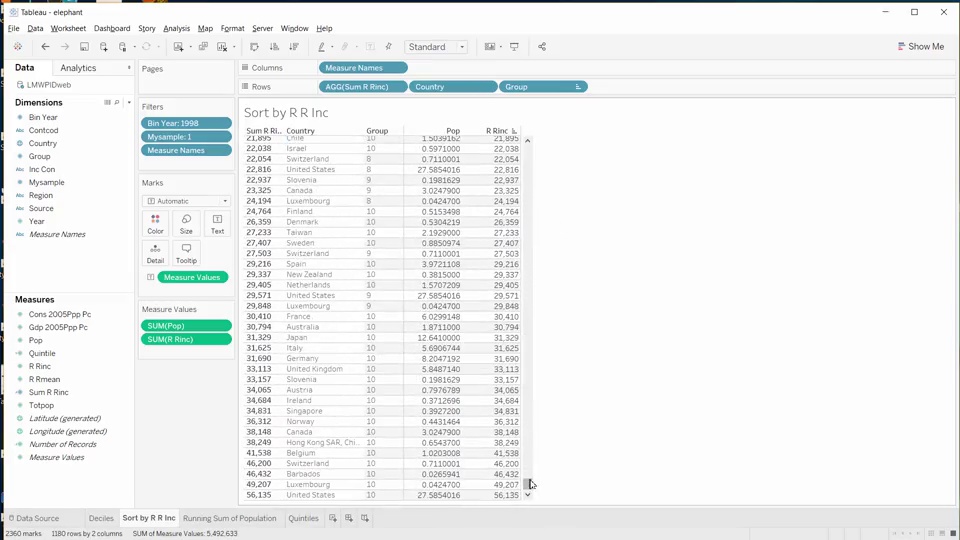 Tableau - elephant
File Data Worksheet Dashboard Story Analysis Map Format Server Window Help
Standard Show Me
Data Analytics
LMWPIDweb
Dimensions
Bin Year
Abc Contcod
Country
Group
Abc Inc Con
Mysample
Abc Region
Abc Source
Year
Abc Measure Names
Measures
Cons 2005Ppp Pc
Gdp 2005Ppp Pc
Pop
Quintile
R Rinc
R Rmean
Sum R Rinc
Totpop
Latitude (generated)
Longitude (generated)
Number of Records
Measure Values
Pages
Filters
Bin Year: 1998
Mysample: 1
Measure Names
Marks
Automatic
Color Size Text
Detail Tooltip
Measure Values
Measure Values
SUM(Pop)
SUM(R Rinc)
Columns Measure Names
Rows AGG(Sum R Rinc) Country Group
Sort by R R Inc
Sum R Ri.. Country Group Pop R Rinc
21,895 Chile 10 1.5039162 21,895
22,038 Israel 10 0.5971000 22,038
22,054 Switzerland 8 0.7110001 22,054
22,816 United States 8 27.5854016 22,816
22,937 Slovenia 9 0.1981629 22,937
23,325 Canada 9 3.0247900 23,325
24,194 Luxembourg 8 0.0424700 24,194
24,764 Finland 10 0.5153498 24,764
26,359 Denmark 10 0.5304219 26,359
27,233 Taiwan 10 2.1929000 27,233
27,407 Sweden 10 0.8850974 27,407
27,503 Switzerland 9 0.7110001 27,503
29,216 Spain 10 3.9721108 29,216
29,337 New Zealand 10 0.3815000 29,337
29,405 Netherlands 10 1.5707209 29,405
29,571 United States 9 27.5854016 29,571
29,848 Luxembourg 9 0.0424700 29,848
30,410 France 10 6.0299148 30,410
30,794 Australia 10 1.8711000 30,794
31,329 Japan 10 12.6410000 31,329
31,625 Italy 10 5.6906744 31,625
31,690 Germany 10 8.2047192 31,690
33,113 United Kingdom 10 5.8487140 33,113
33,157 Slovenia 10 0.1981629 33,157
34,065 Austria 10 0.7976789 34,065
34,684 Ireland 10 0.3712696 34,684
34,831 Singapore 10 0.3927200 34,831
36,312 Norway 10 0.4431464 36,312
38,148 Canada 10 3.0247900 38,148
38,249 Hong Kong SAR, Chi... 10 0.6543700 38,249
41,538 Belgium 10 1.0203008 41,538
46,200 Switzerland 10 0.7110001 46,200
46,432 Barbados 10 0.0265941 46,432
49,207 Luxembourg 10 0.0424700 49,207
56,135 United States 10 27.5854016 56,135
Data Source Deciles Sort by R R Inc Running Sum of Population Quintiles
2360 marks 1180 rows by 2 columns SUM of Measure Values: 5,492,633